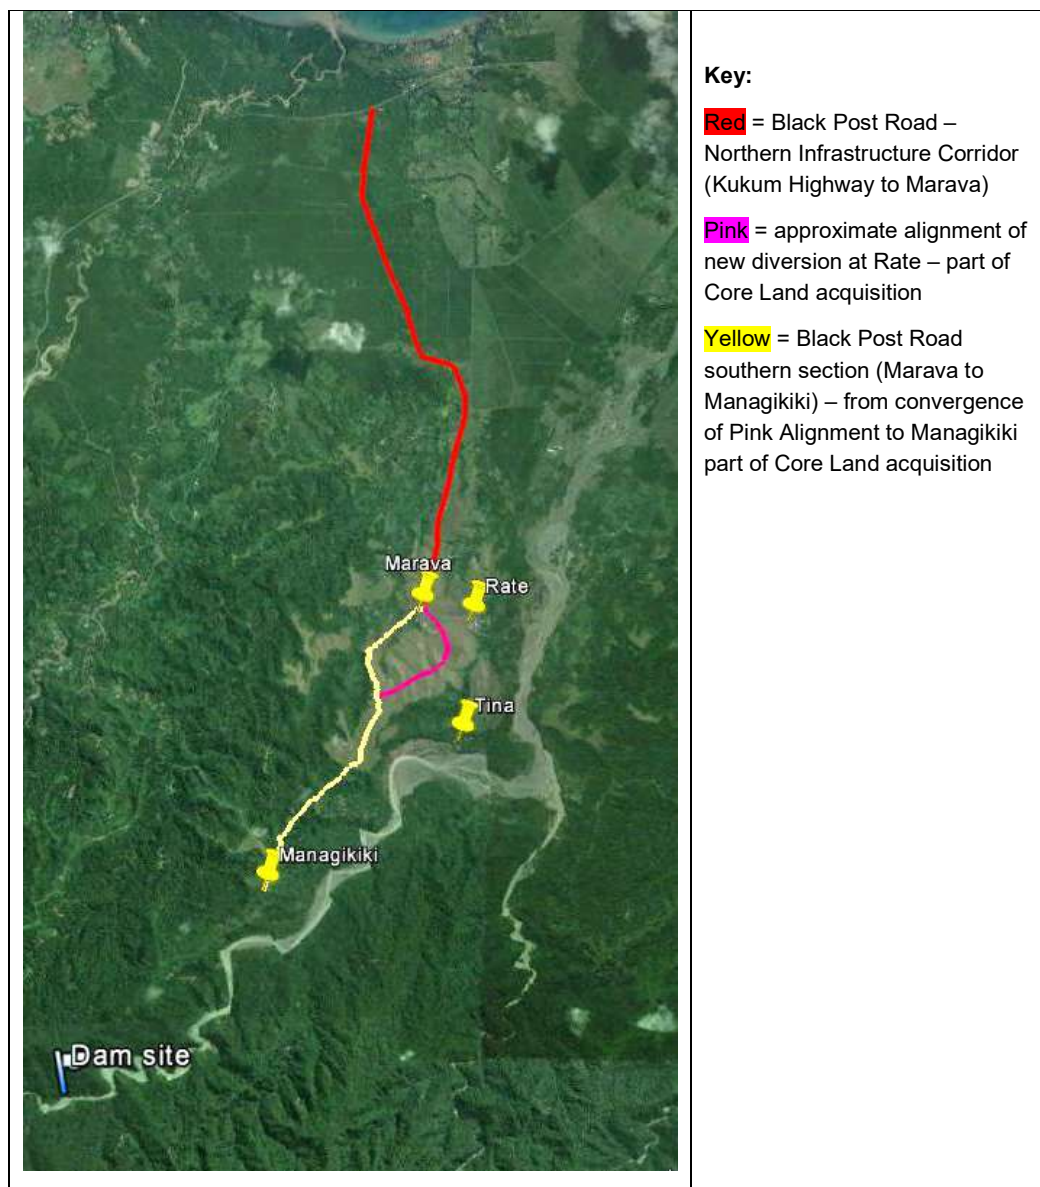 Marava
Rate
Tina
Managikiki
Dam site
Key:
Red = Black Post Road –
Northern Infrastructure Corridor
(Kukum Highway to Marava)
Pink = approximate alignment of
new diversion at Rate – part of
Core Land acquisition
Yellow = Black Post Road
southern section (Marava to
Managikiki) – from convergence
of Pink Alignment to Managikiki
part of Core Land acquisition